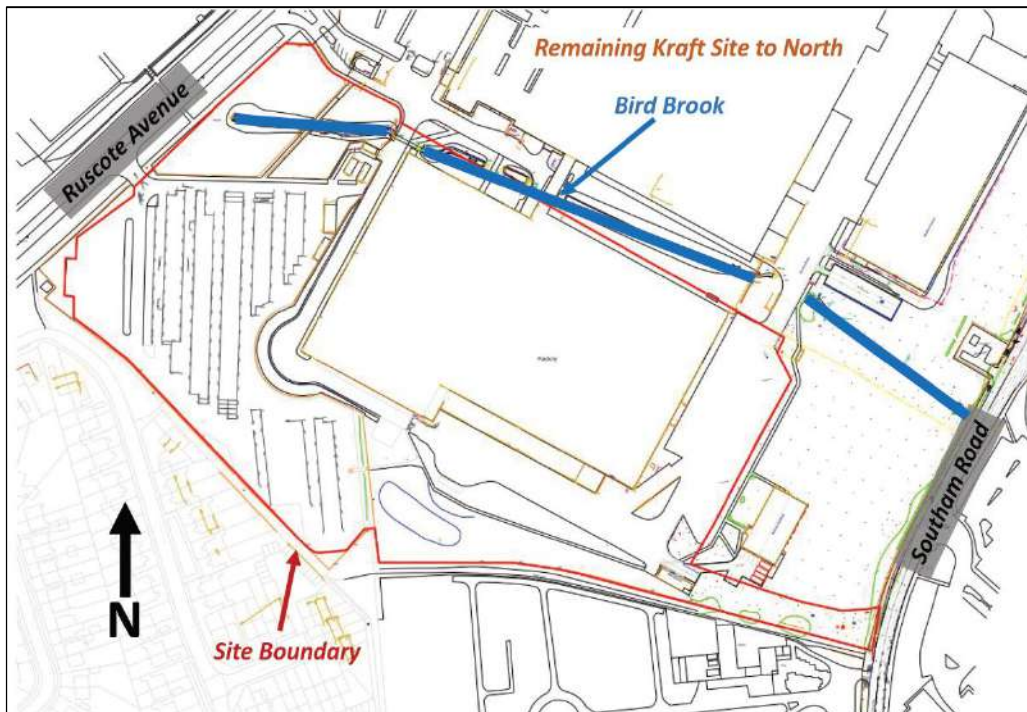 Remaining Kraft Site to North
Bird Brook
Ruscote Avenue
Southam Road
N
Site Boundary